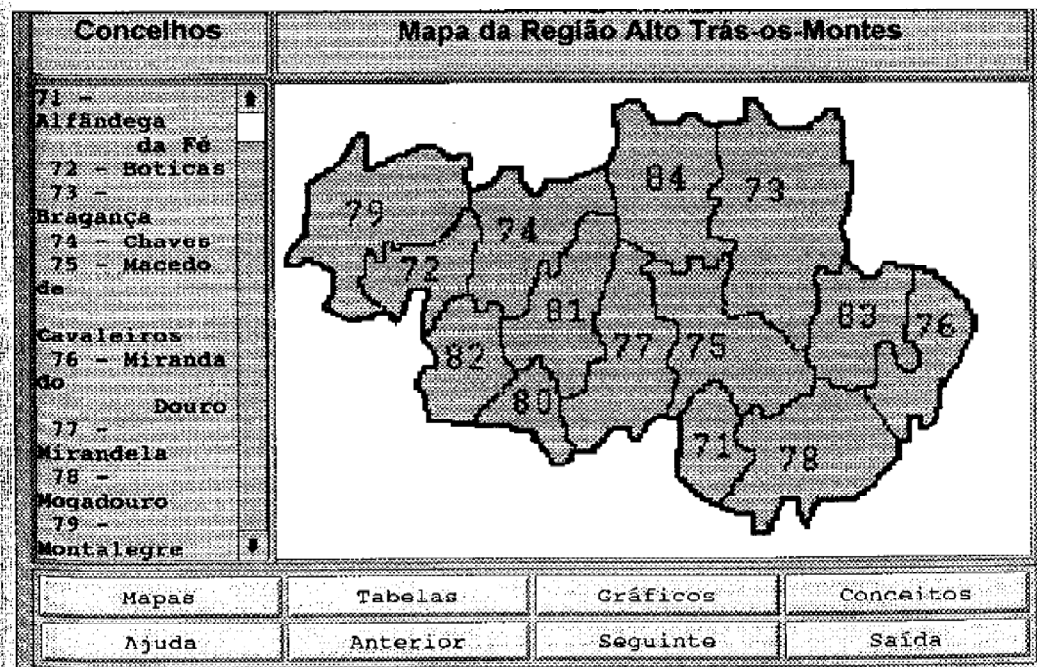 Concelhos
Mapa da Região Alto Trás-os-Montes
71 -
Alfândega
da Fé
72 - Boticas
73 -
Bragança
74 - Chaves
75 - Macedo
de
Cavaleiros
76 - Miranda
do
Douro
77 -
Mirandela
78 -
Mogadouro
79 -
Montalegre
84
73
79
74
72
81
83
76
82
77
75
80
71
78
Mapas
Tabelas
Gráficos
Conceitos
Ajuda
Anterior
Seguinte
Saída